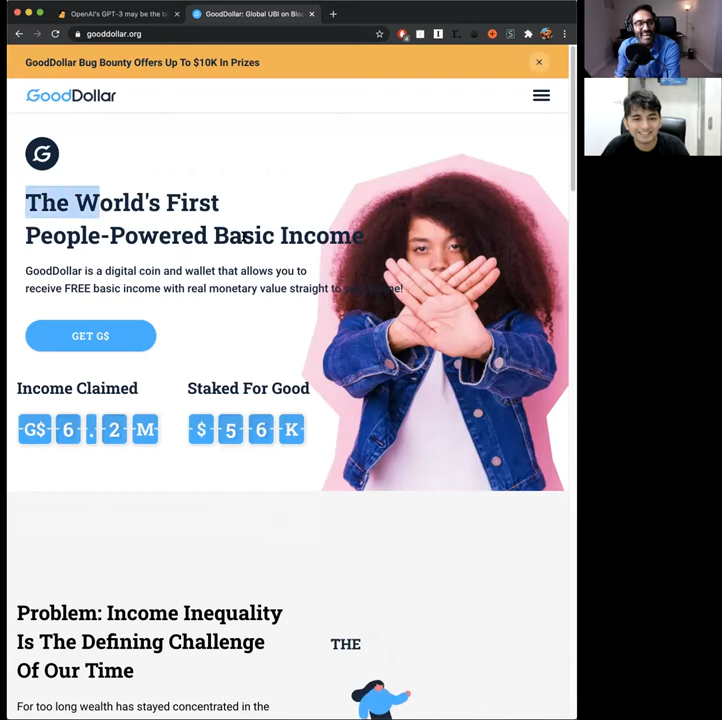 OpenAI's GPT-3 may be the bi
GoodDollar: Global UBI on Bloc
gooddollar.org
GoodDollar Bug Bounty Offers Up To $10K In Prizes
GoodDollar
The World's First
People-Powered Basic Income
GoodDollar is a digital coin and wallet that allows you to
receive FREE basic income with real monetary value straight to
GET G$
Income Claimed
Staked For Good
G$ 6 . 2 M
$ 5 6 K
Problem: Income Inequality
Is The Defining Challenge
Of Our Time
THE
For too long wealth has stayed concentrated in the